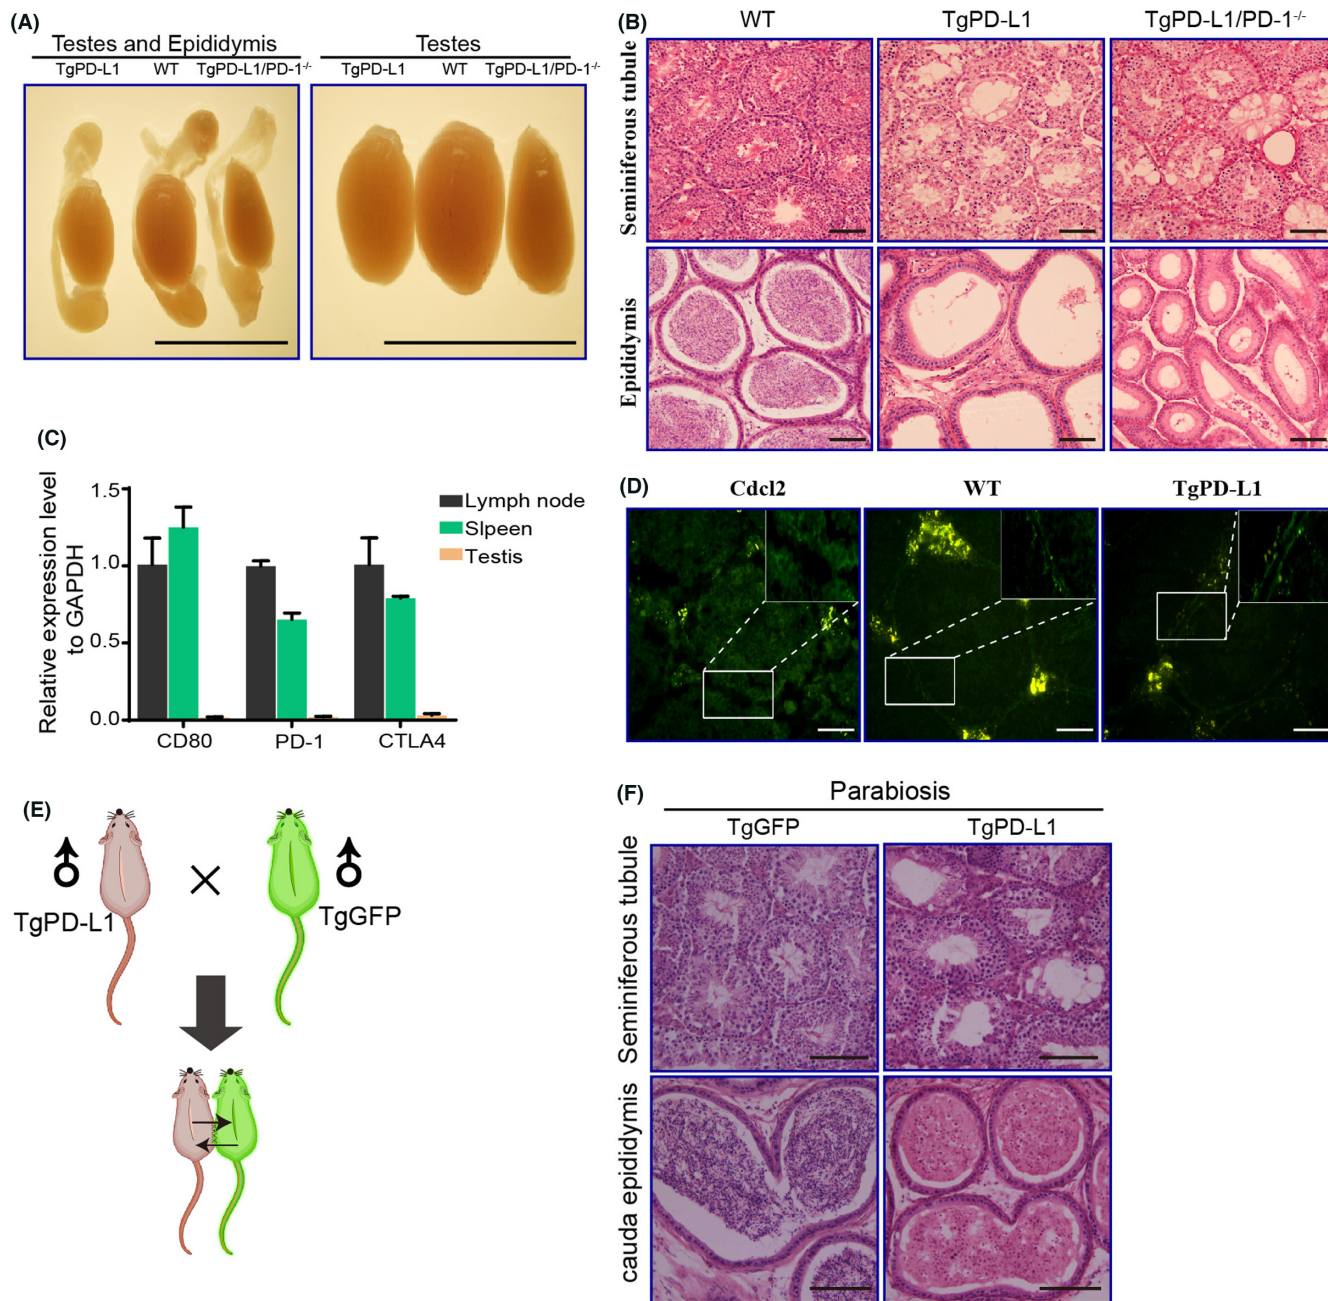 (A)
Testes and Epididymis
TgPD-L1 WT TgPD-L1/PD-1-/-
Testes
TgPD-L1 WT TgPD-L1/PD-1-/-
(B)
WT TgPD-L1 TgPD-L1/PD-1-/-
Seminiferous tubule
Epididymis
(C)
Relative expression level
to GAPDH
1.5
1.0
0.5
0.0
CD80 PD-1 CTLA4
Lymph node
Slpeen
Testis
(D)
Cdcl2 WT TgPD-L1
(E)
TgPD-L1
TgGFP
(F)
Parabiosis
TgGFP TgPD-L1
Seminiferous tubule
cauda epididymis